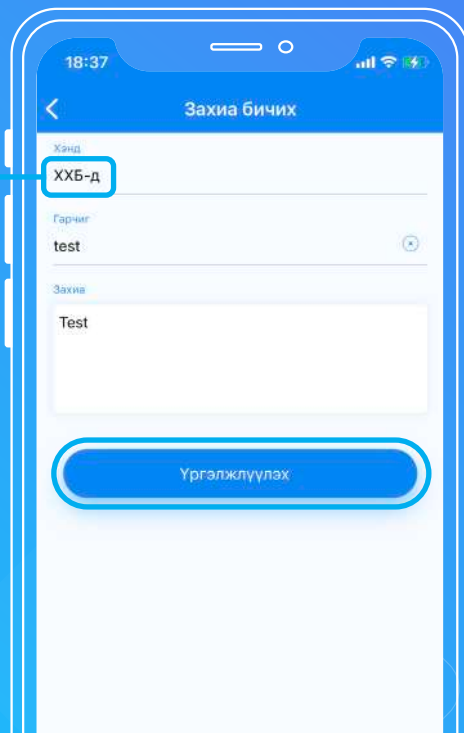 18:37
Захиа бичих
Хэнд
ХХБ-д
Гарчиг
test
Захиа
Test
Үргэлжлүүлэх